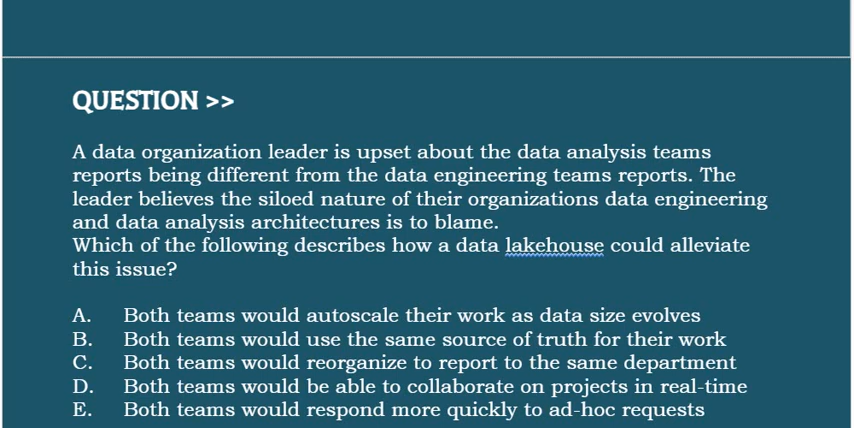 QUESTION >>
A data organization leader is upset about the data analysis teams
reports being different from the data engineering teams reports. The
leader believes the siloed nature of their organizations data engineering
and data analysis architectures is to blame.
Which of the following describes how a data lakehouse could alleviate
this issue?
A. Both teams would autoscale their work as data size evolves
B. Both teams would use the same source of truth for their work
C. Both teams would reorganize to report to the same department
D. Both teams would be able to collaborate on projects in real-time
E. Both teams would respond more quickly to ad-hoc requests